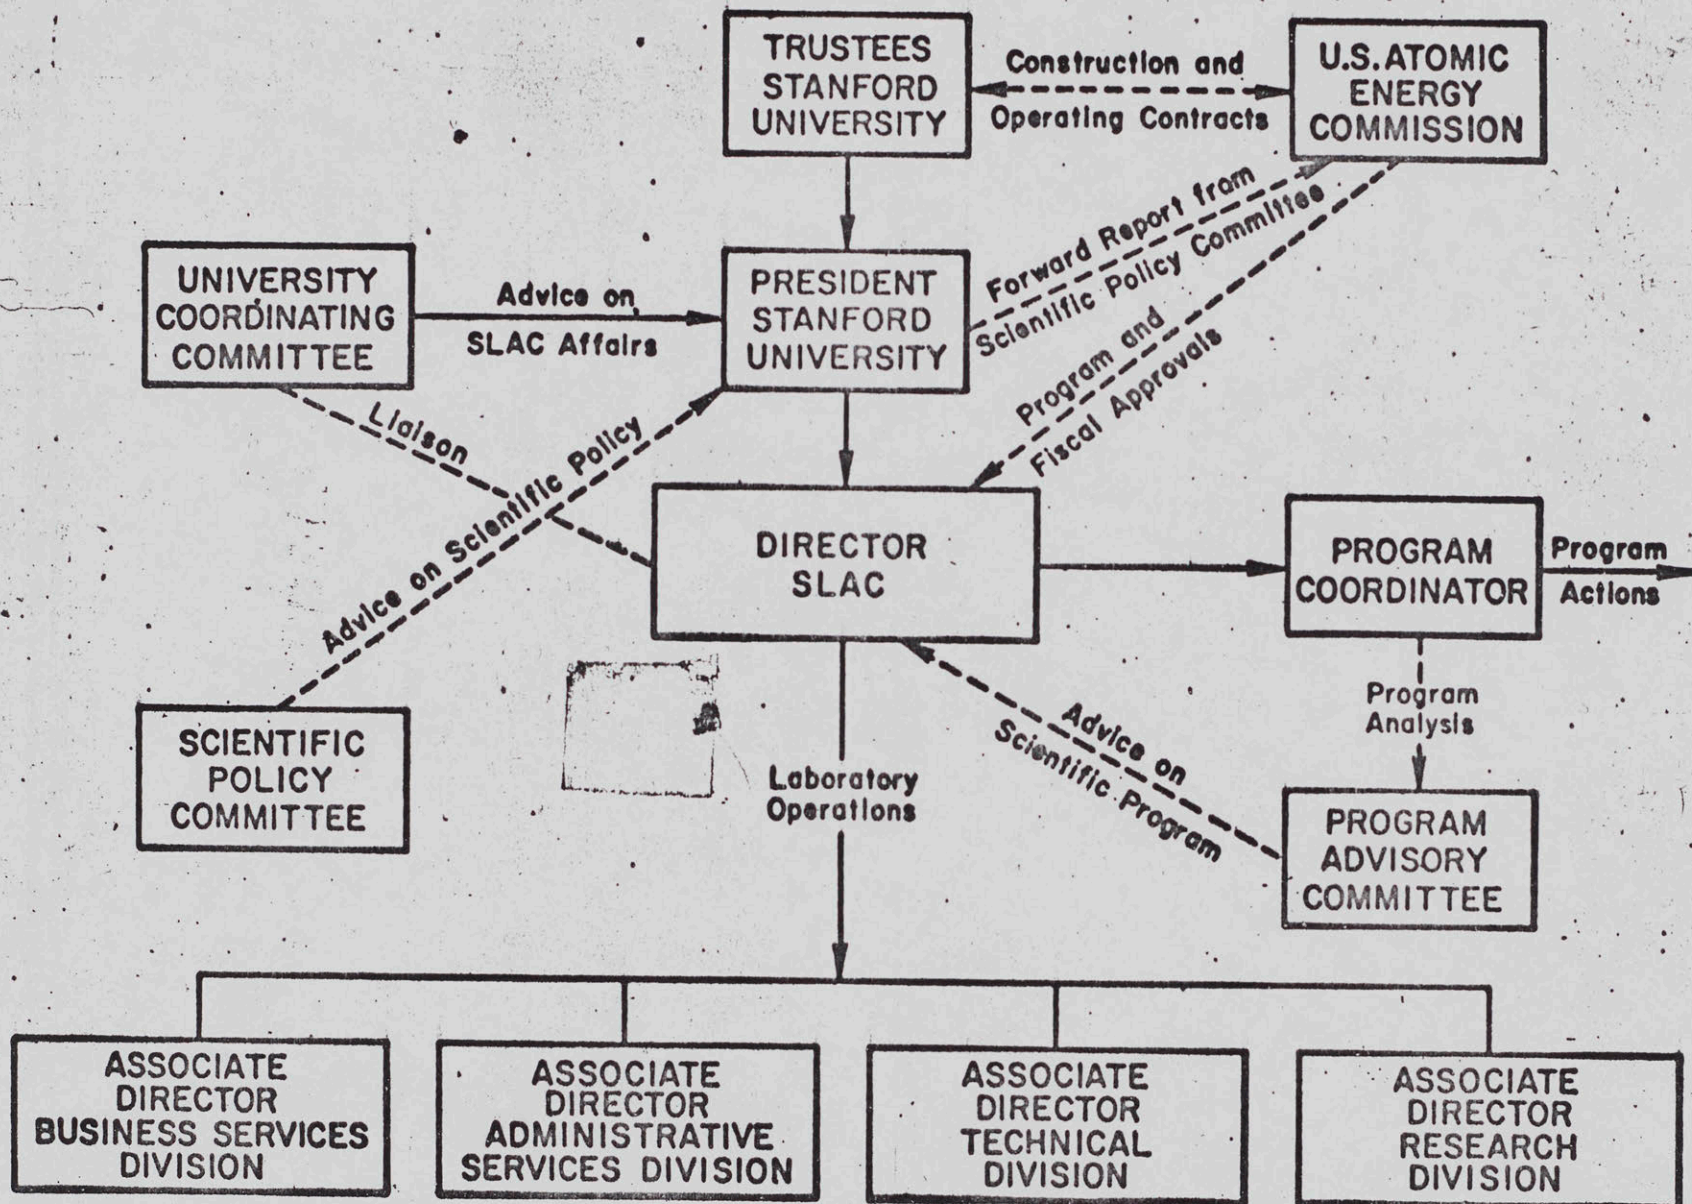 TRUSTEES
STANFORD
UNIVERSITY
Construction and
Operating Contracts
U.S. ATOMIC
ENERGY
COMMISSION
UNIVERSITY
COORDINATING
COMMITTEE
Advice on
SLAC Affairs
PRESIDENT
STANFORD
UNIVERSITY
Forward Report from
Scientific Policy Committee
Program and
Fiscal Approvals
Liaison
Advice on Scientific Policy
DIRECTOR
SLAC
PROGRAM
COORDINATOR
Program
Actions
SCIENTIFIC
POLICY
COMMITTEE
Laboratory
Operations
Advice on
Scientific Program
Program
Analysis
PROGRAM
ADVISORY
COMMITTEE
ASSOCIATE
DIRECTOR
BUSINESS SERVICES
DIVISION
ASSOCIATE
DIRECTOR
ADMINISTRATIVE
SERVICES DIVISION
ASSOCIATE
DIRECTOR
TECHNICAL
DIVISION
ASSOCIATE
DIRECTOR
RESEARCH
DIVISION